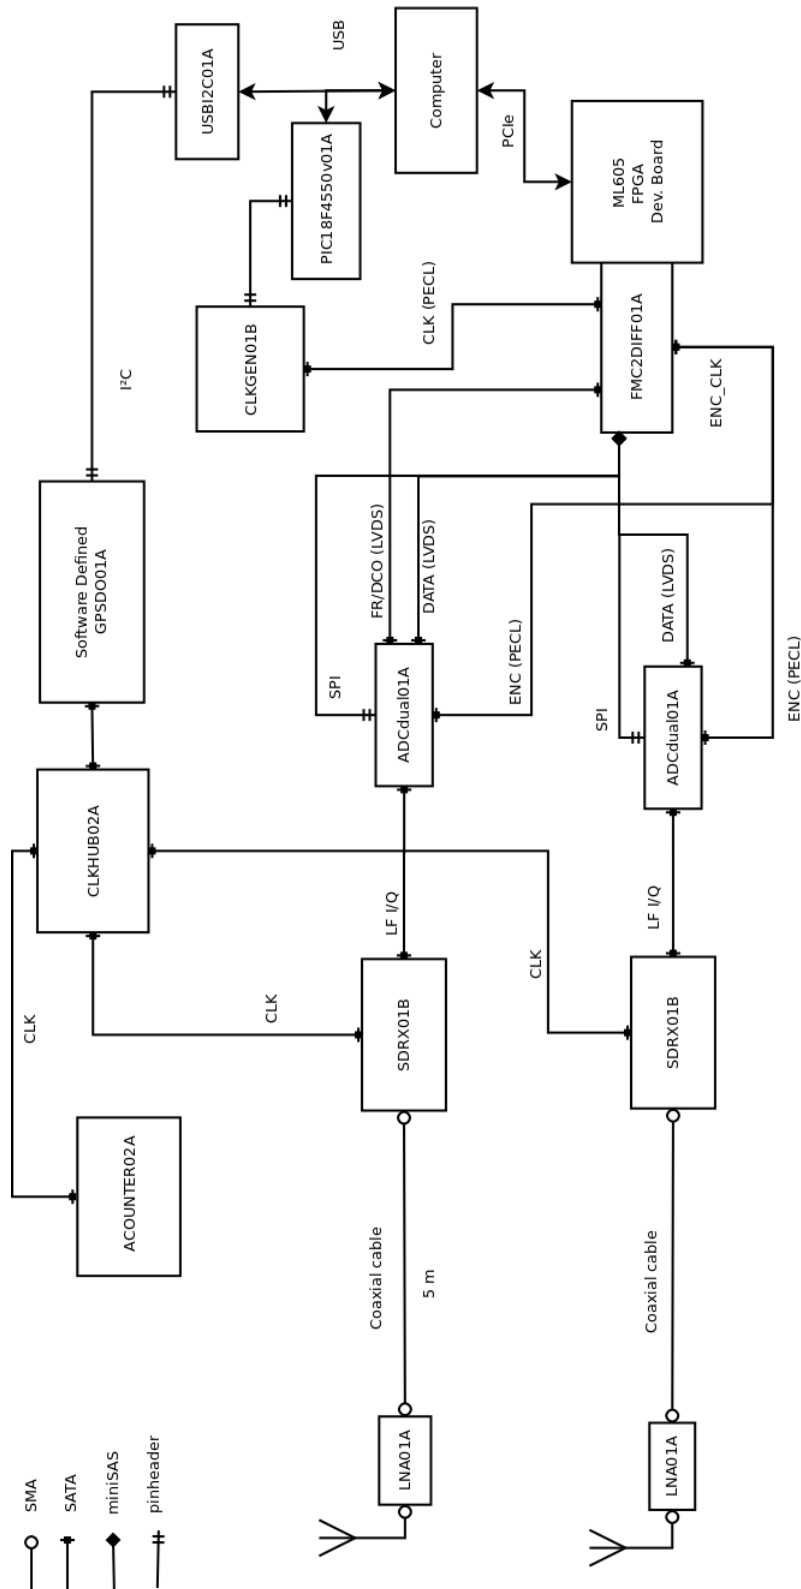 SMA
SATA
miniSAS
pinheader
LNA01A
Coaxial cable
5 m
LNA01A
Coaxial cable
ACOUNTER02A
CLK
CLK
SDRX01B
CLK
SDRX01B
CLKHUB02A
LF I/Q
LF I/Q
Software Defined
GPSDO01A
SPI
ADCdual01A
FR/DCO (LVDS)
DATA (LVDS)
ENC (PECL)
SPI
ADCdual01A
DATA (LVDS)
ENC (PECL)
I²C
CLKGEN01B
CLK (PECL)
FMC2DIFF01A
ENC_CLK
USBI2C01A
PIC18F4550v01A
USB
Computer
PCIe
ML605
FPGA
Dev. Board